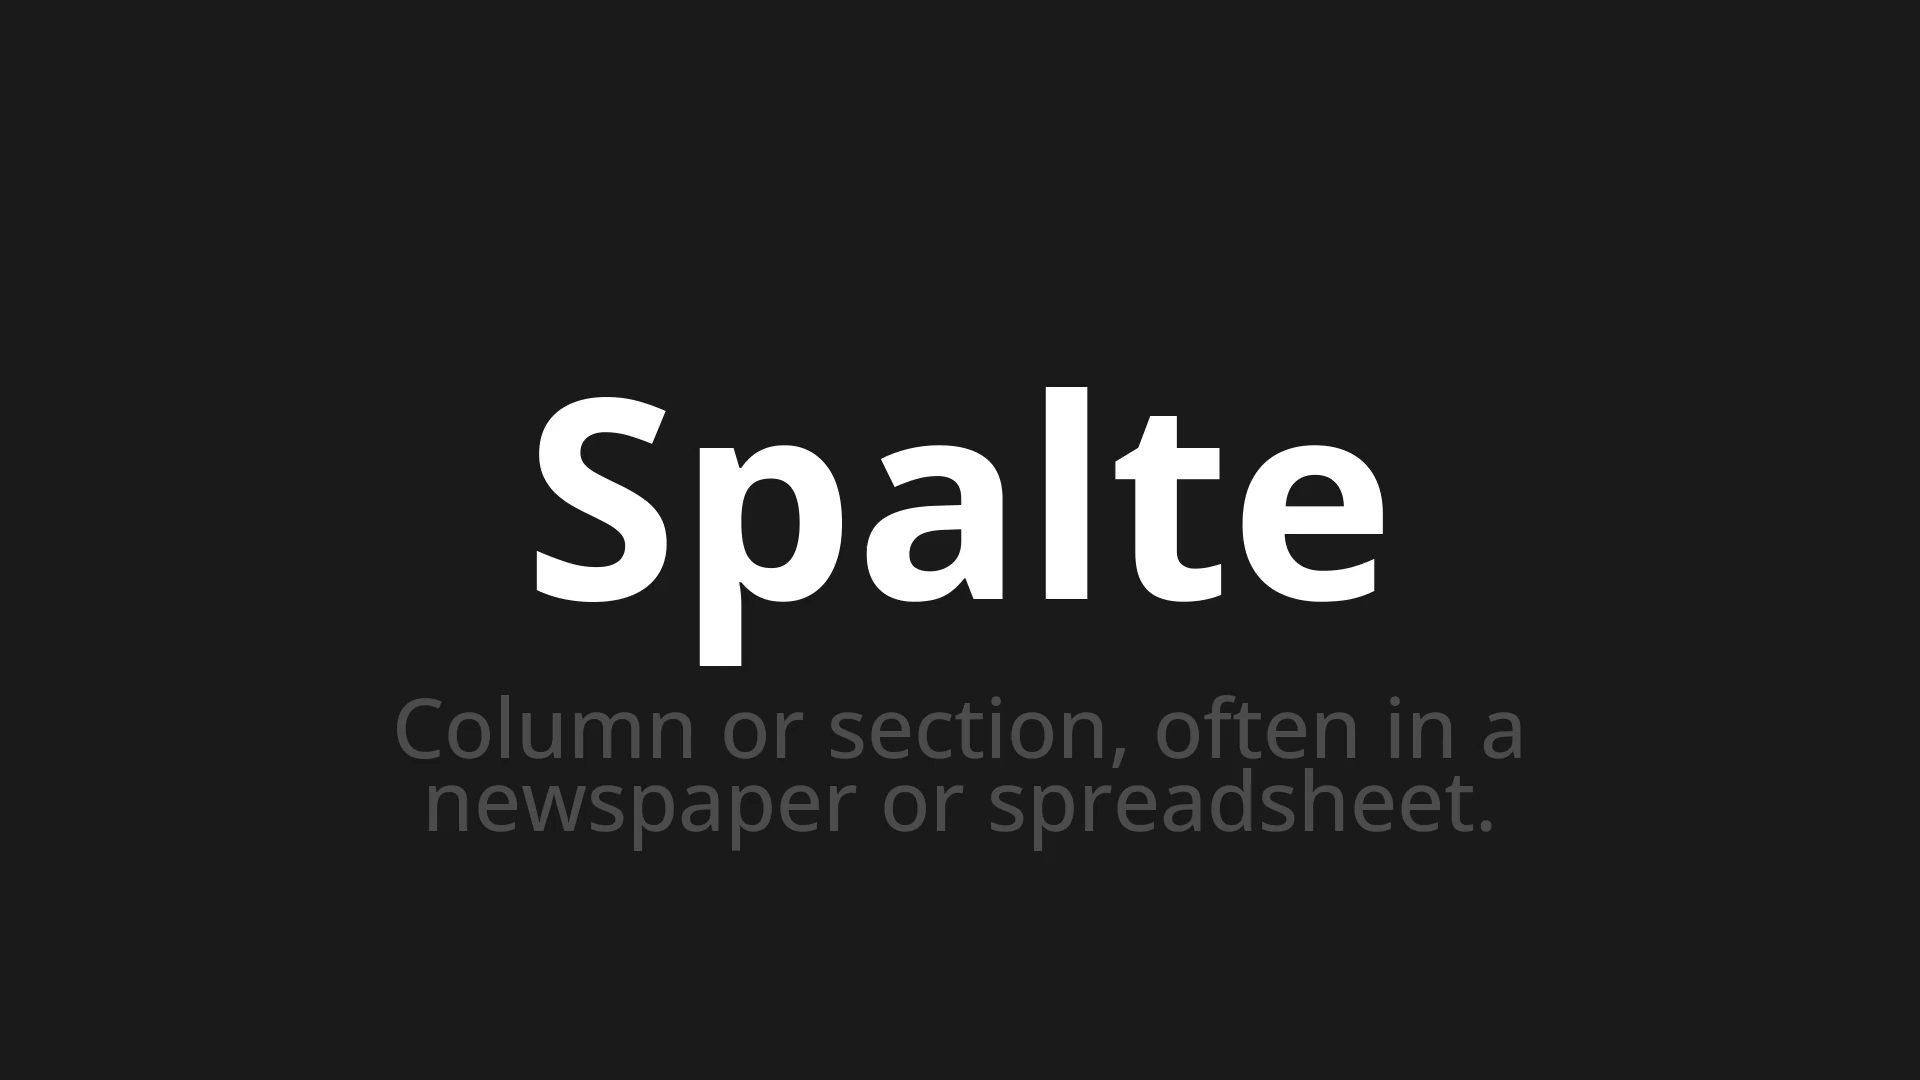 Spalte
Column or section, often in a
newspaper or spreadsheet.